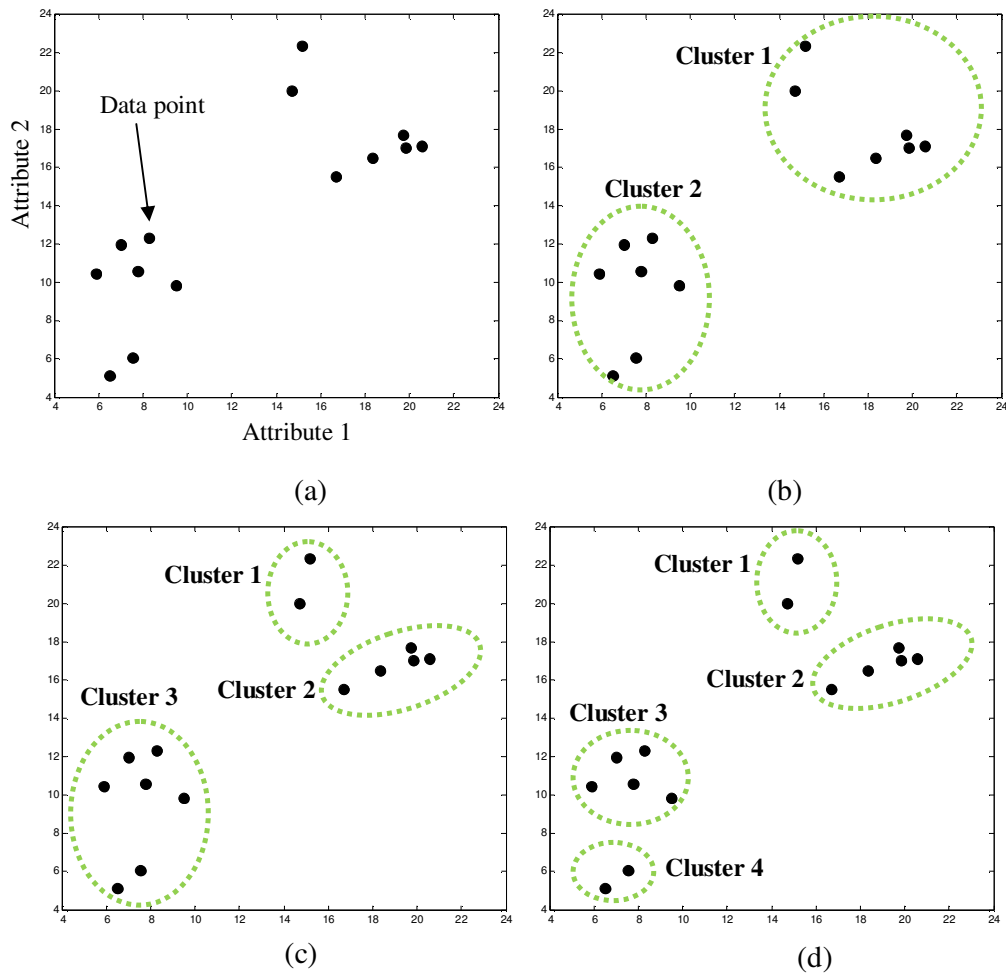 24
22
20
18
16
14
12
10
8
6
4
4 6 8 10 12 14 16 18 20 22 24
Attribute 2
Data point
Attribute 1
(a)
24
22
20
18
16
14
12
10
8
6
4
4 6 8 10 12 14 16 18 20 22 24
Cluster 1
Cluster 2
(b)
24
22
20
18
16
14
12
10
8
6
4
4 6 8 10 12 14 16 18 20 22 24
Cluster 1
Cluster 2
Cluster 3
(c)
24
22
20
18
16
14
12
10
8
6
4
4 6 8 10 12 14 16 18 20 22 24
Cluster 1
Cluster 2
Cluster 3
Cluster 4
(d)